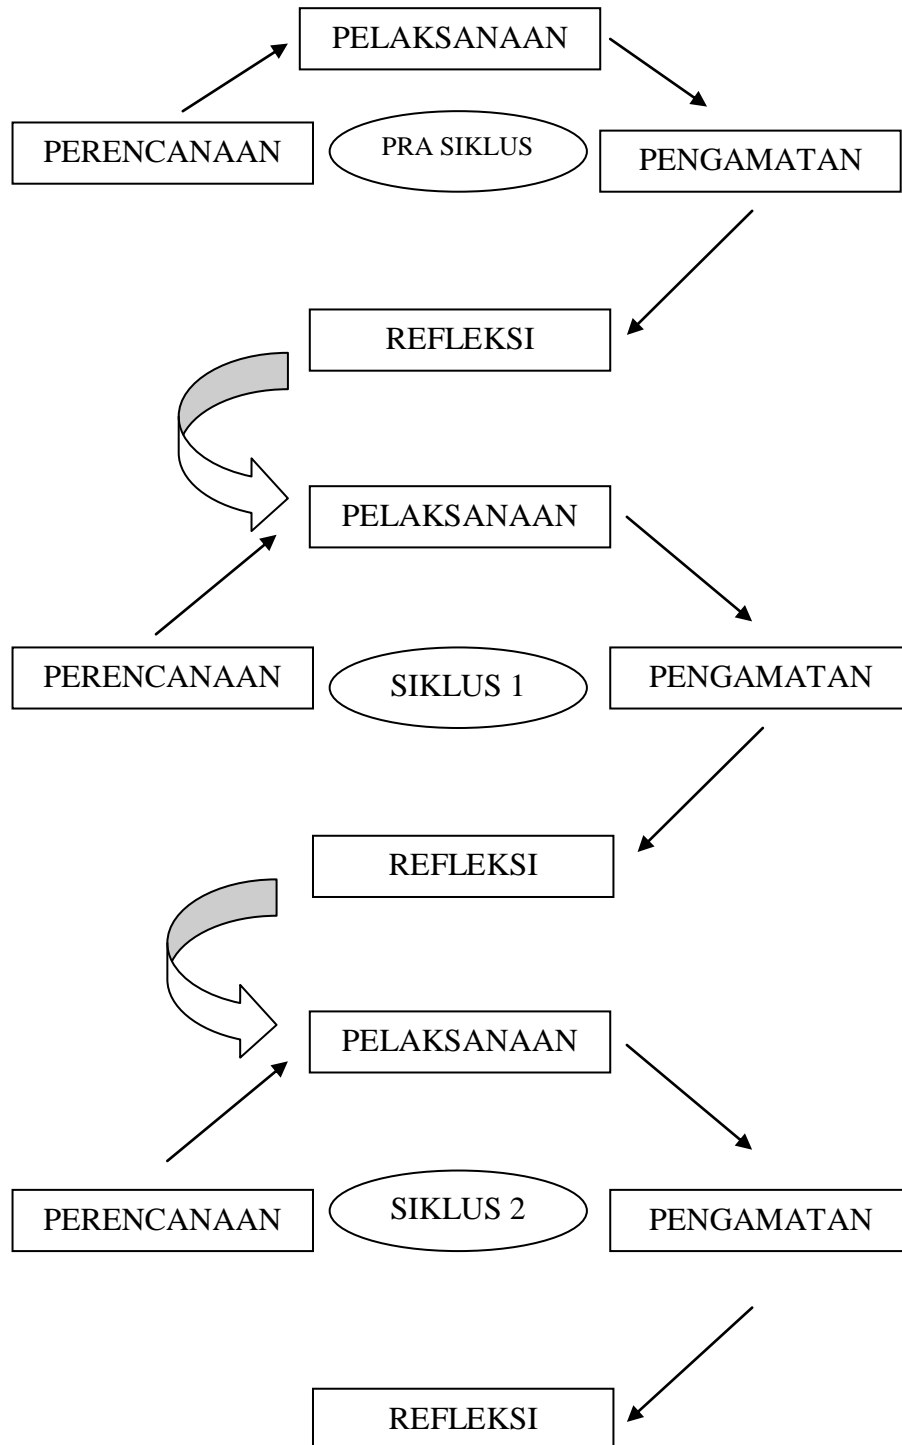 PELAKSANAAN
PERENCANAAN
PRA SIKLUS
PENGAMATAN
REFLEKSI
PELAKSANAAN
PERENCANAAN
SIKLUS 1
PENGAMATAN
REFLEKSI
PELAKSANAAN
PERENCANAAN
SIKLUS 2
PENGAMATAN
REFLEKSI